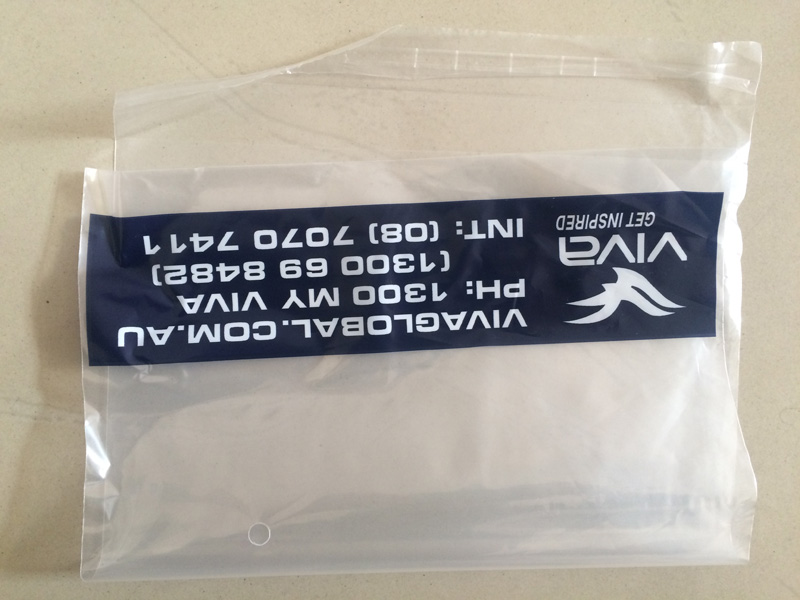 VIVA
GET INSPIRED
VIVAGLOBAL.COM.AU
PH: 1300 MY VIVA
(1300 69 8482)
INT: (08) 7070 7411